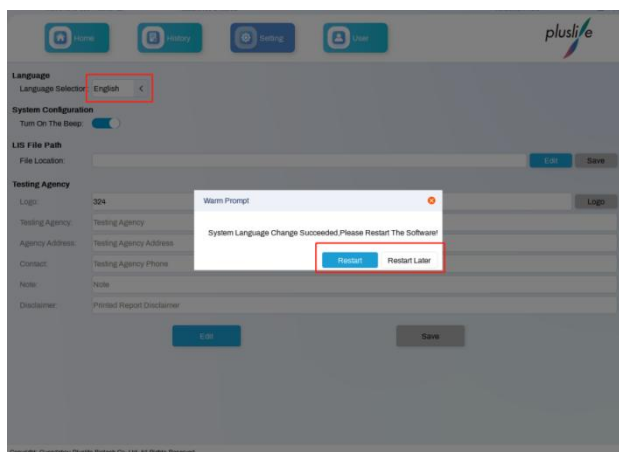 Home
History
Setting
User
pluslife
Language
Language Selection: English <
System Configuration
Turn On The Beep:
LIS File Path
File Location:
Edit
Save
Testing Agency
Logo: 324
Logo
Warm Prompt
System Language Change Succeeded,Please Restart The Software!
Restart
Restart Later
Testing Agency: Testing Agency
Agency Address: Testing Agency Address
Contact: Testing Agency Phone
Note: Note
Disclaimer: Printed Report Disclaimer
Edit
Save